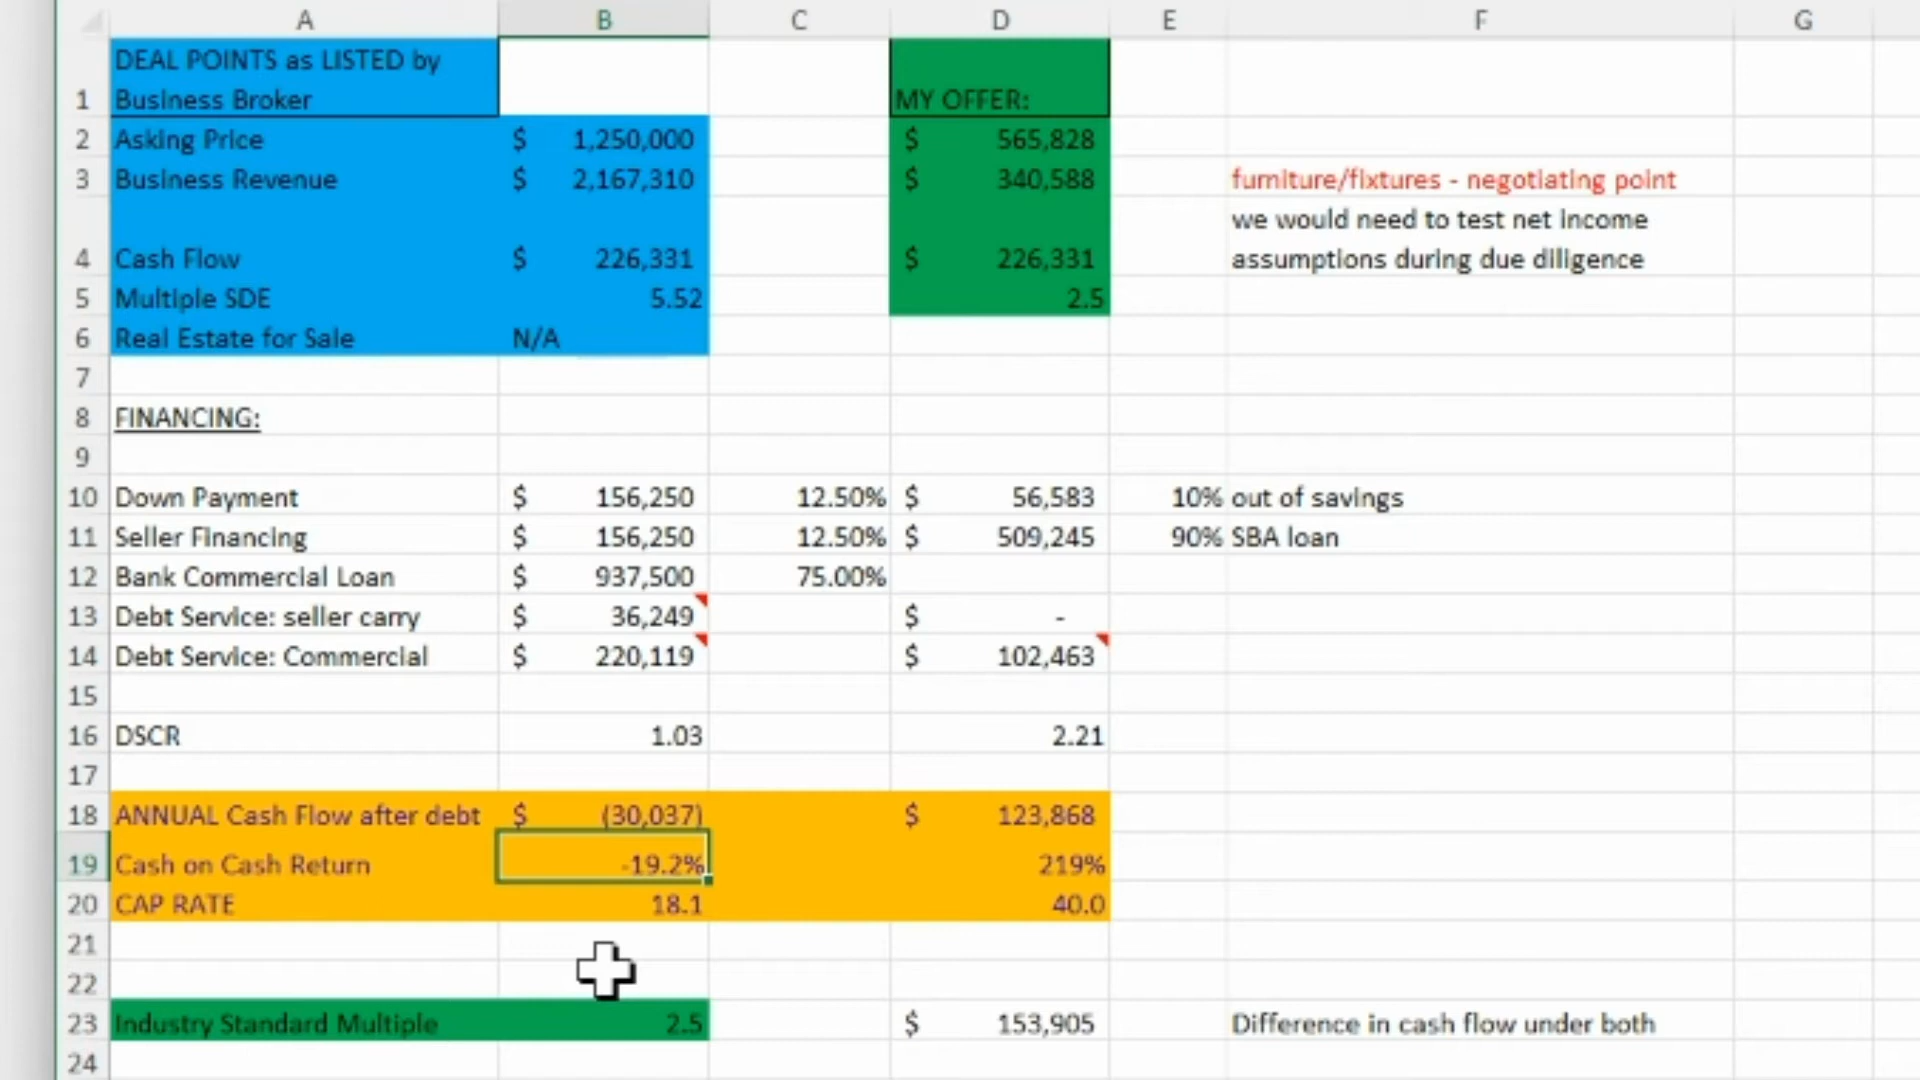 A B C D E F G
DEAL POINTS as LISTED by
1 Business Broker MY OFFER:
2 Asking Price $ 1,250,000 $ 565,828
3 Business Revenue $ 2,167,310 $ 340,588 furniture/fixtures - negotiating point
we would need to test net income
4 Cash Flow $ 226,331 $ 226,331 assumptions during due diligence
5 Multiple SDE 5.52 2.5
6 Real Estate for Sale N/A
7
8 FINANCING:
9
10 Down Payment $ 156,250 12.50% $ 56,583 10% out of savings
11 Seller Financing $ 156,250 12.50% $ 509,245 90% SBA loan
12 Bank Commercial Loan $ 937,500 75.00%
13 Debt Service: seller carry $ 36,249 $ -
14 Debt Service: Commercial $ 220,119 $ 102,463
15
16 DSCR 1.03 2.21
17
18 ANNUAL Cash Flow after debt $ (30,037) $ 123,868
19 Cash on Cash Return -19.2% 219%
20 CAP RATE 18.1 40.0
21
22
23 Industry Standard Multiple 2.5 $ 153,905 Difference in cash flow under both
24